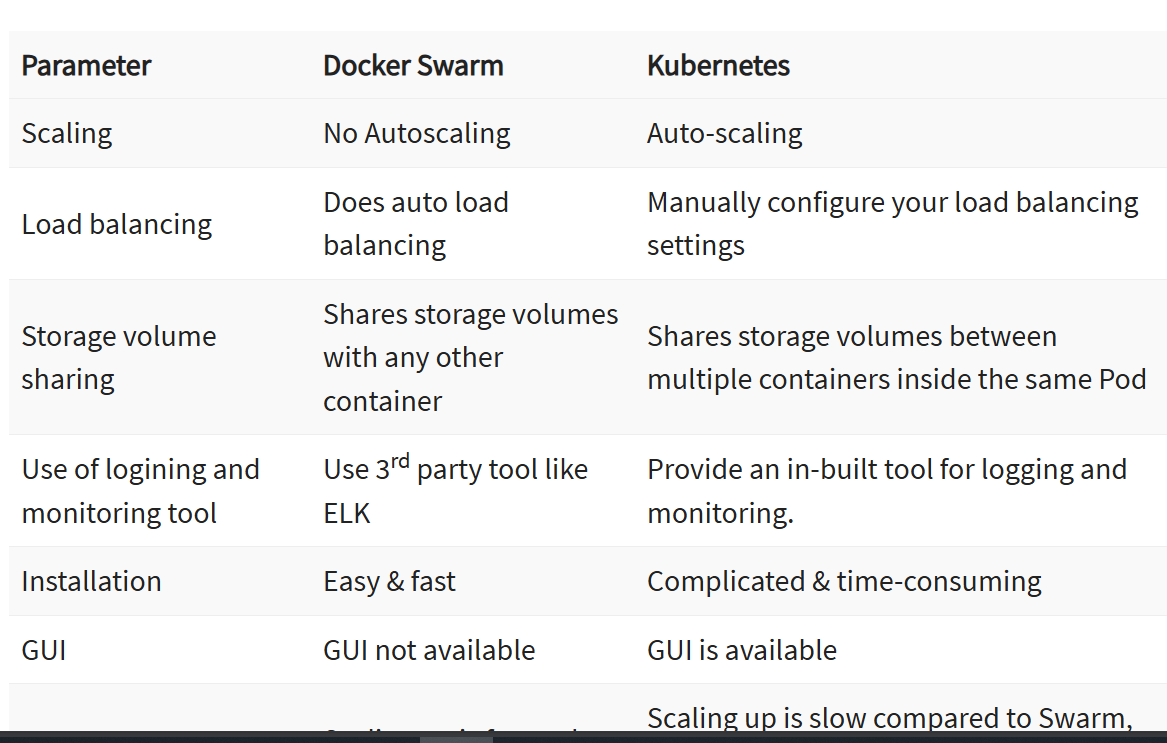 Parameter Docker Swarm Kubernetes
Scaling No Autoscaling Auto-scaling
Load balancing
Does auto load
balancing
Manually configure your load balancing
settings
Storage volume
sharing
Shares storage volumes
with any other
container
Shares storage volumes between
multiple containers inside the same Pod
Use of logining and
monitoring tool
Use 3rd party tool like
ELK
Provide an in-built tool for logging and
monitoring.
Installation Easy & fast Complicated & time-consuming
GUI GUI not available GUI is available
Scaling up is slow compared to Swarm,